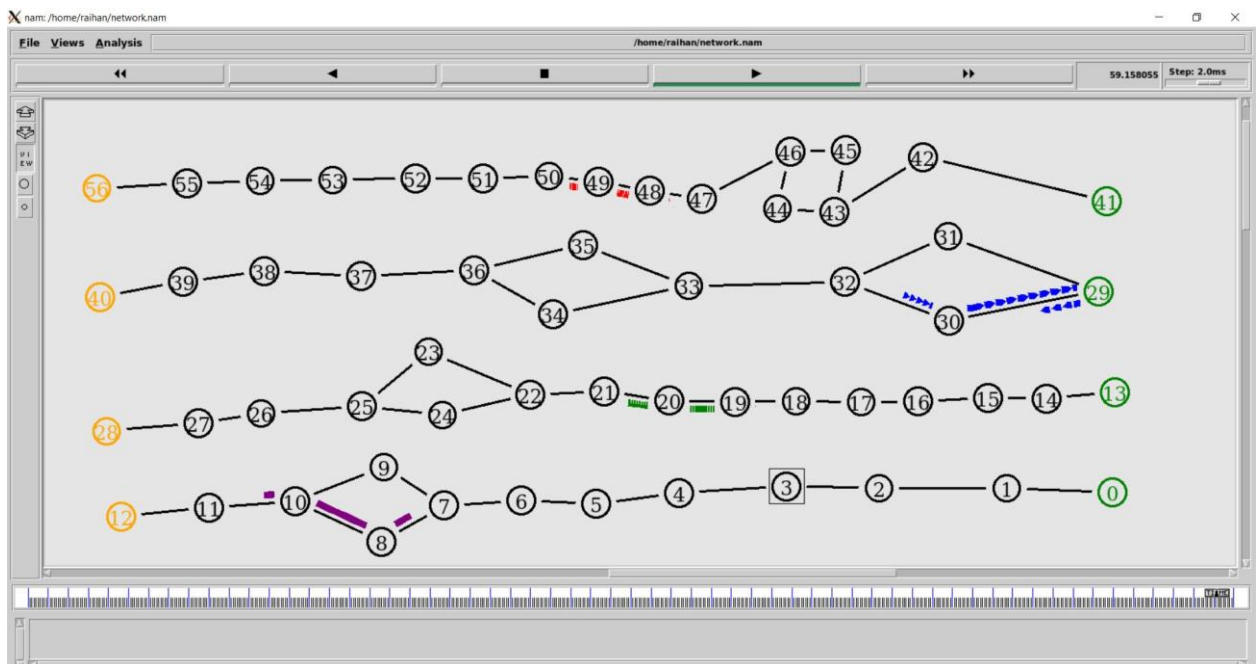 nam: /home/raihan/network.nam
File Views Analysis /home/raihan/network.nam
59.158055 Step: 2.0ms
VIEW
56 55 54 53 52 51 50 49 48 47 46 45 44 43 42 41
40 39 38 37 36 35 34 33 32 31 30 29
28 27 26 25 23 24 22 21 20 19 18 17 16 15 14 13
12 11 10 9 8 7 6 5 4 3 2 1 0